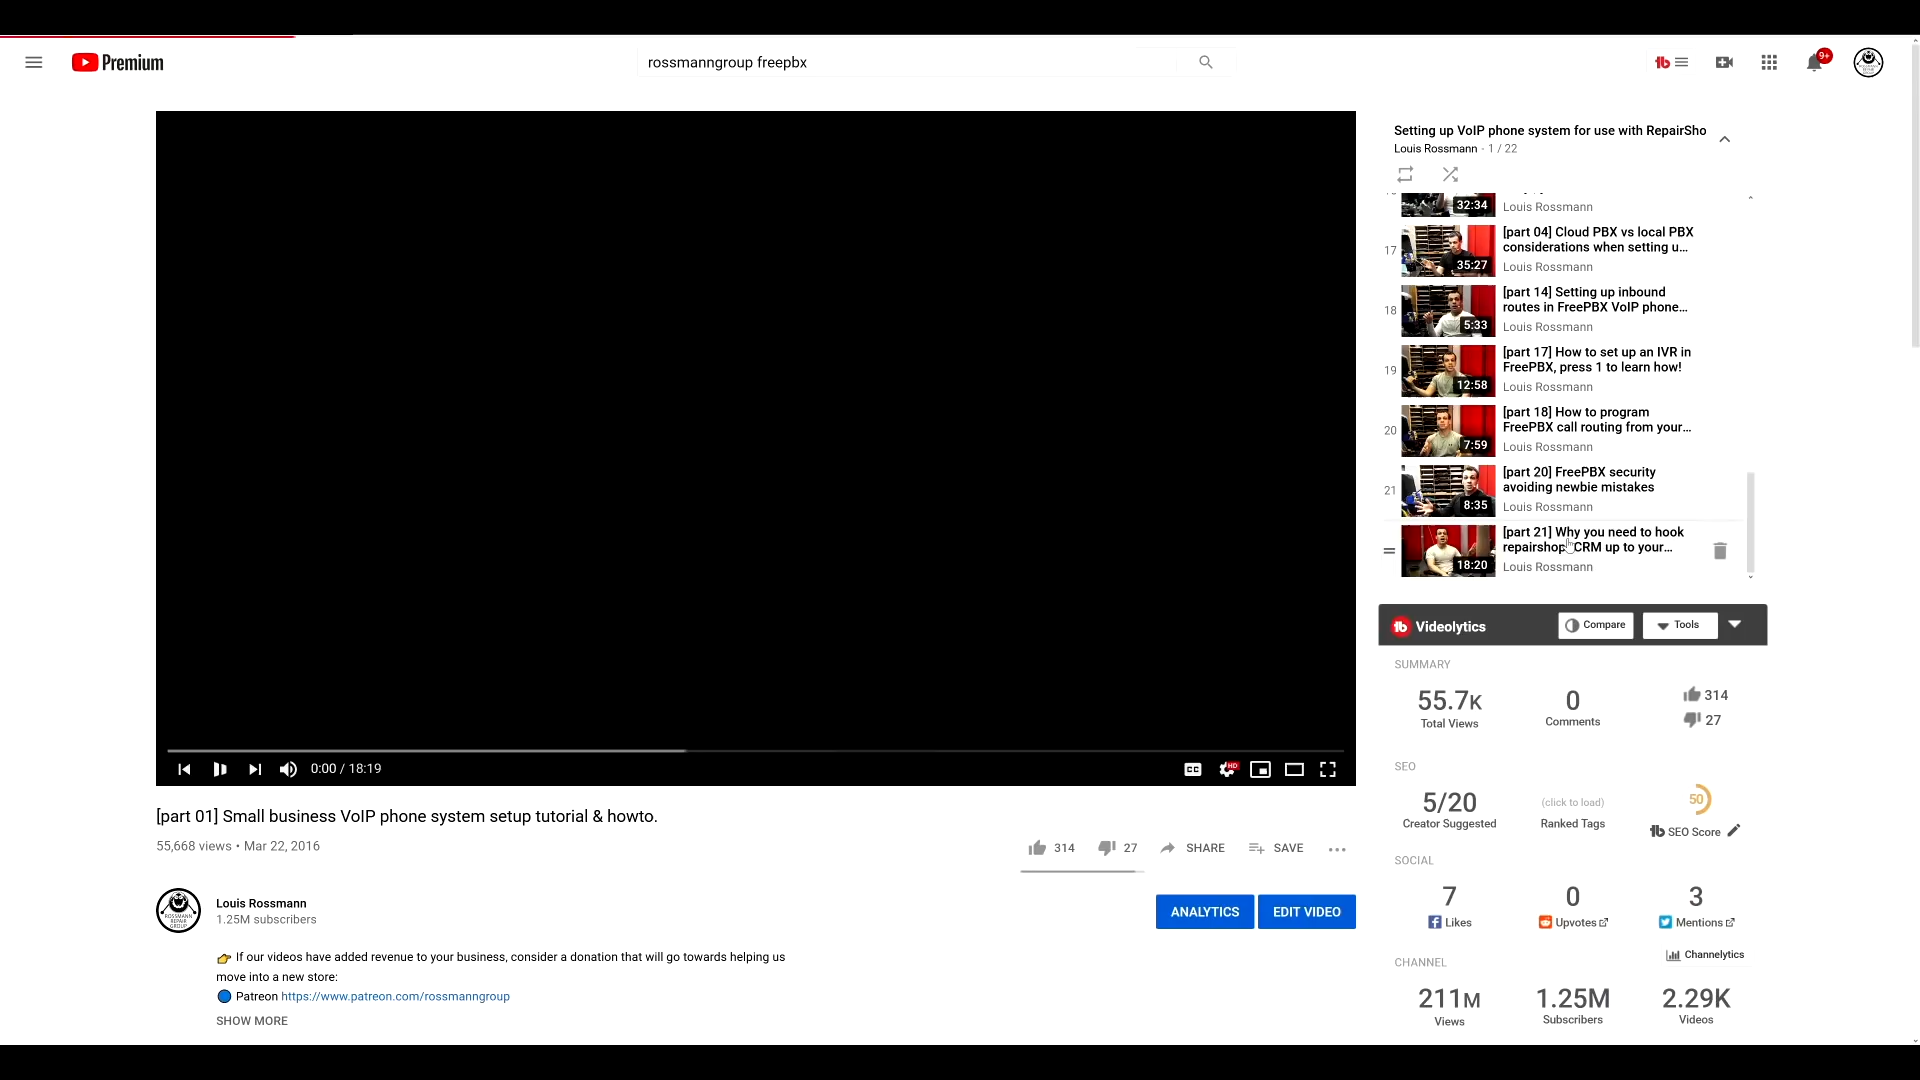 Premium
rossmanngroup freepbx
9+
Setting up VoIP phone system for use with RepairSho
Louis Rossmann - 1 / 22
32:34
Louis Rossmann
17
35:27
[part 04] Cloud PBX vs local PBX
considerations when setting u...
Louis Rossmann
18
5:33
[part 14] Setting up inbound
routes in FreePBX VoIP phone...
Louis Rossmann
19
12:58
[part 17] How to set up an IVR in
FreePBX, press 1 to learn how!
Louis Rossmann
20
7:59
[part 18] How to program
FreePBX call routing from your...
Louis Rossmann
21
8:35
[part 20] FreePBX security
avoiding newbie mistakes
Louis Rossmann
18:20
[part 21] Why you need to hook
repairshop CRM up to your...
Louis Rossmann
0:00 / 18:19
CC
HD
[part 01] Small business VoIP phone system setup tutorial & howto.
55,668 views • Mar 22, 2016
314
27
SHARE
SAVE
Louis Rossmann
1.25M subscribers
ANALYTICS
EDIT VIDEO
If our videos have added revenue to your business, consider a donation that will go towards helping us
move into a new store:
Patreon https://www.patreon.com/rossmanngroup
SHOW MORE
Videolytics
Compare
Tools
SUMMARY
55.7K
Total Views
0
Comments
314
27
SEO
5/20
Creator Suggested
(click to load)
Ranked Tags
50
SEO Score
SOCIAL
7
Likes
0
Upvotes
3
Mentions
Channelytics
CHANNEL
211M
Views
1.25M
Subscribers
2.29K
Videos